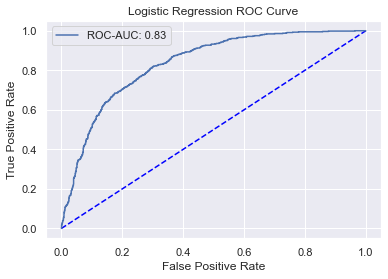 Logistic Regression ROC Curve
ROC-AUC: 0.83
True Positive Rate
1.0
0.8
0.6
0.4
0.2
0.0
0.0 0.2 0.4 0.6 0.8 1.0
False Positive Rate